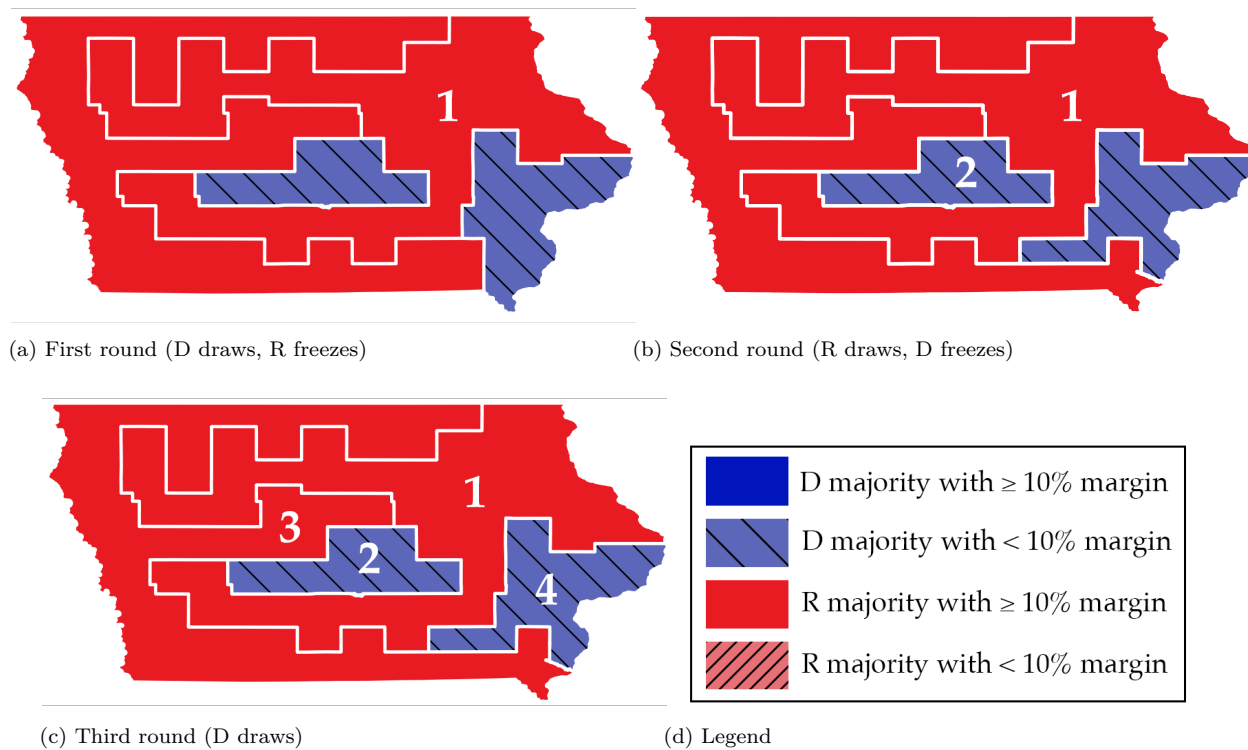 1
1
2
(a) First round (D draws, R freezes)
(b) Second round (R draws, D freezes)
1
3
2
4
D majority with ≥ 10% margin
D majority with < 10% margin
R majority with ≥ 10% margin
R majority with < 10% margin
(c) Third round (D draws)
(d) Legend